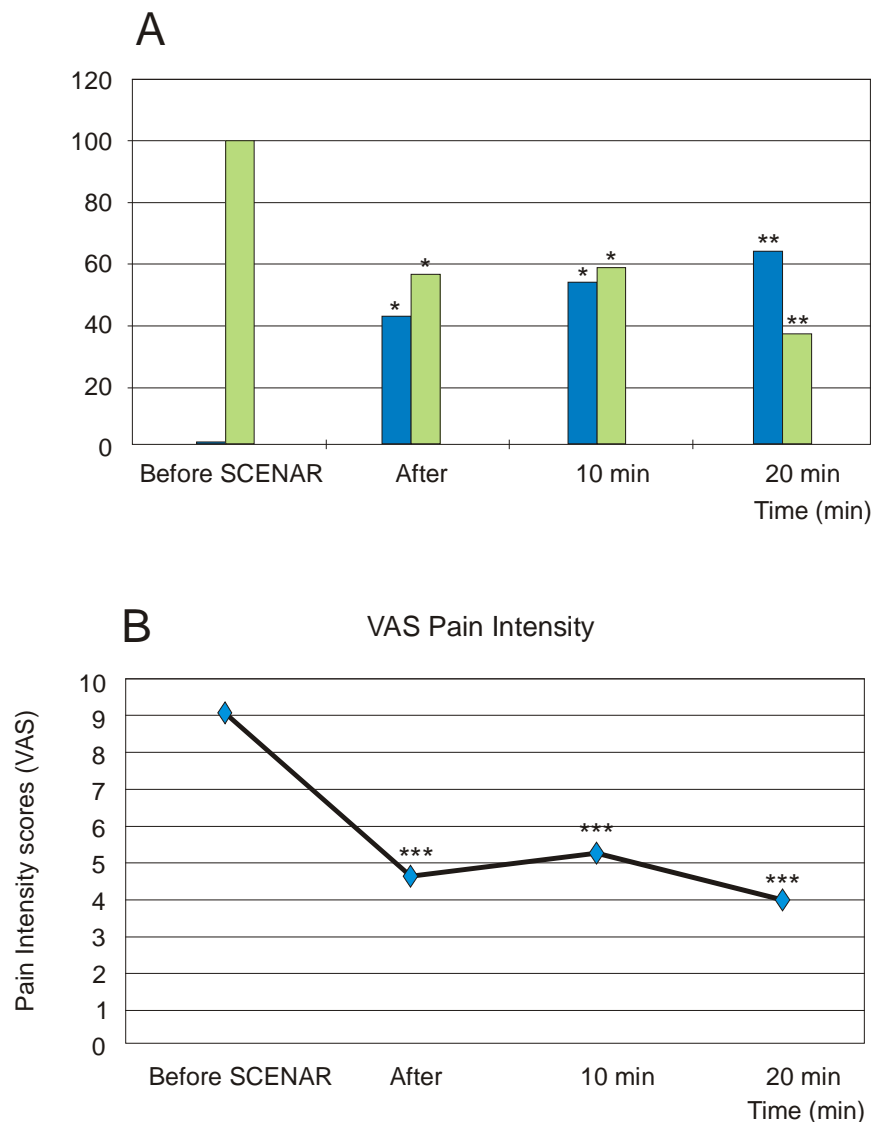 A
120
100
80
60
40
20
0
* * * * ** **
Before SCENAR After 10 min 20 min
Time (min)
B
VAS Pain Intensity
Pain Intensity scores (VAS)
10
9
8
7
6
5
4
3
2
1
0
*** *** ***
Before SCENAR After 10 min 20 min
Time (min)